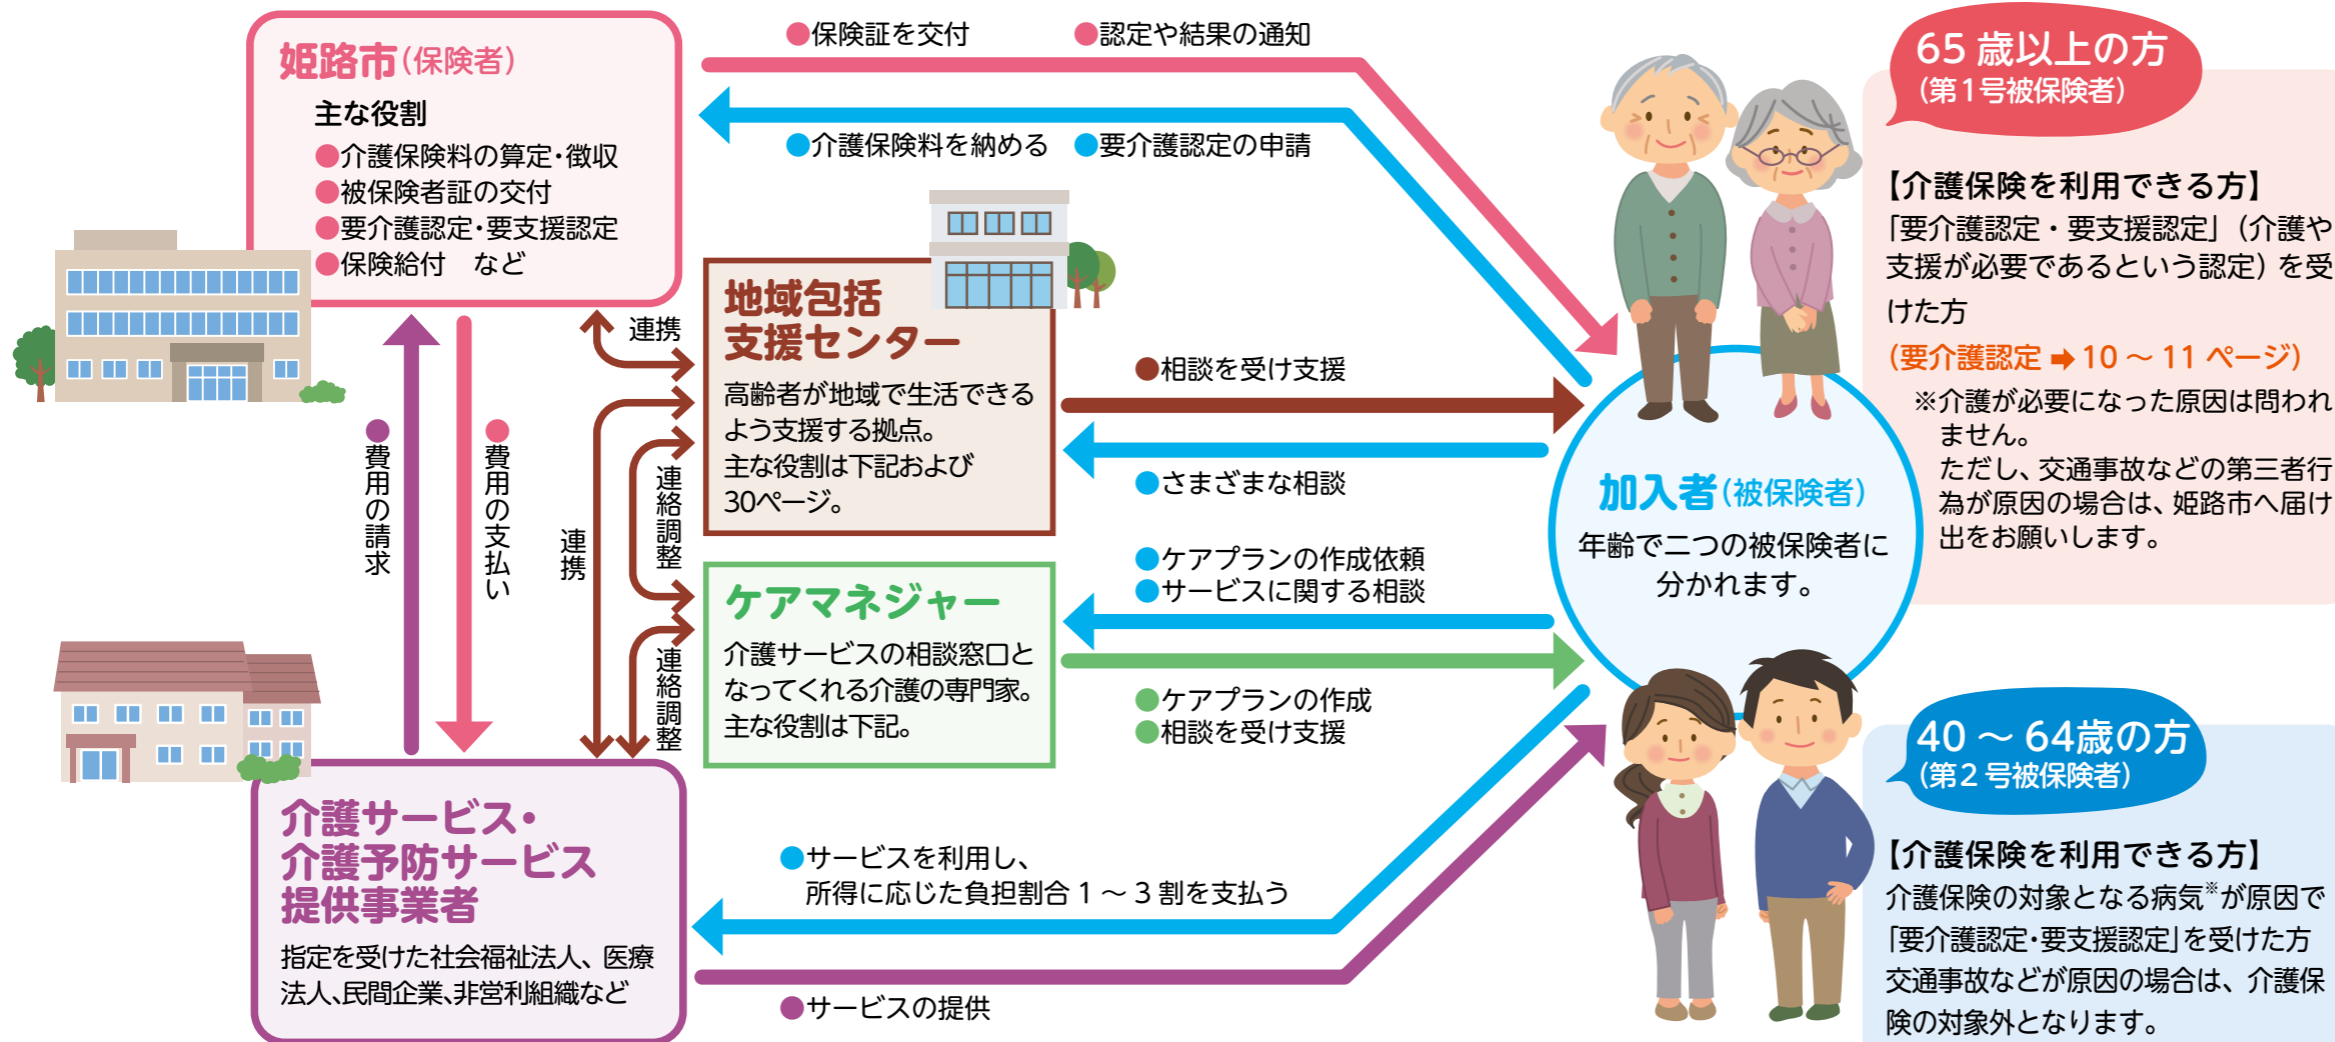 姫路市(保険者)
主な役割
●介護保険料の算定・徴収
●被保険者証の交付
●要介護認定・要支援認定
●保険給付　など
●保険証を交付
●認定や結果の通知
●介護保険料を納める
●要介護認定の申請
連携
地域包括
支援センター
高齢者が地域で生活できる
よう支援する拠点。
主な役割は下記および
30ページ。
●相談を受け支援
●さまざまな相談
●費用の請求
●費用の支払い
連携
連絡調整
連絡調整
ケアマネジャー
介護サービスの相談窓口と
なってくれる介護の専門家。
主な役割は下記。
●ケアプランの作成依頼
●サービスに関する相談
●ケアプランの作成
●相談を受け支援
介護サービス・
介護予防サービス
提供事業者
指定を受けた社会福祉法人、医療
法人、民間企業、非営利組織など
●サービスを利用し、
所得に応じた負担割合1～3割を支払う
●サービスの提供
加入者(被保険者)
年齢で二つの被保険者に
分かれます。
65歳以上の方
(第1号被保険者)
【介護保険を利用できる方】
「要介護認定・要支援認定」(介護や
支援が必要であるという認定)を受
けた方
(要介護認定➡10～11ページ)
※介護が必要になった原因は問われ
ません。
ただし、交通事故などの第三者行
為が原因の場合は、姫路市へ届け
出をお願いします。
40～64歳の方
(第2号被保険者)
【介護保険を利用できる方】
介護保険の対象となる病気※が原因で
「要介護認定・要支援認定」を受けた方
交通事故などが原因の場合は、介護保
険の対象外となります。